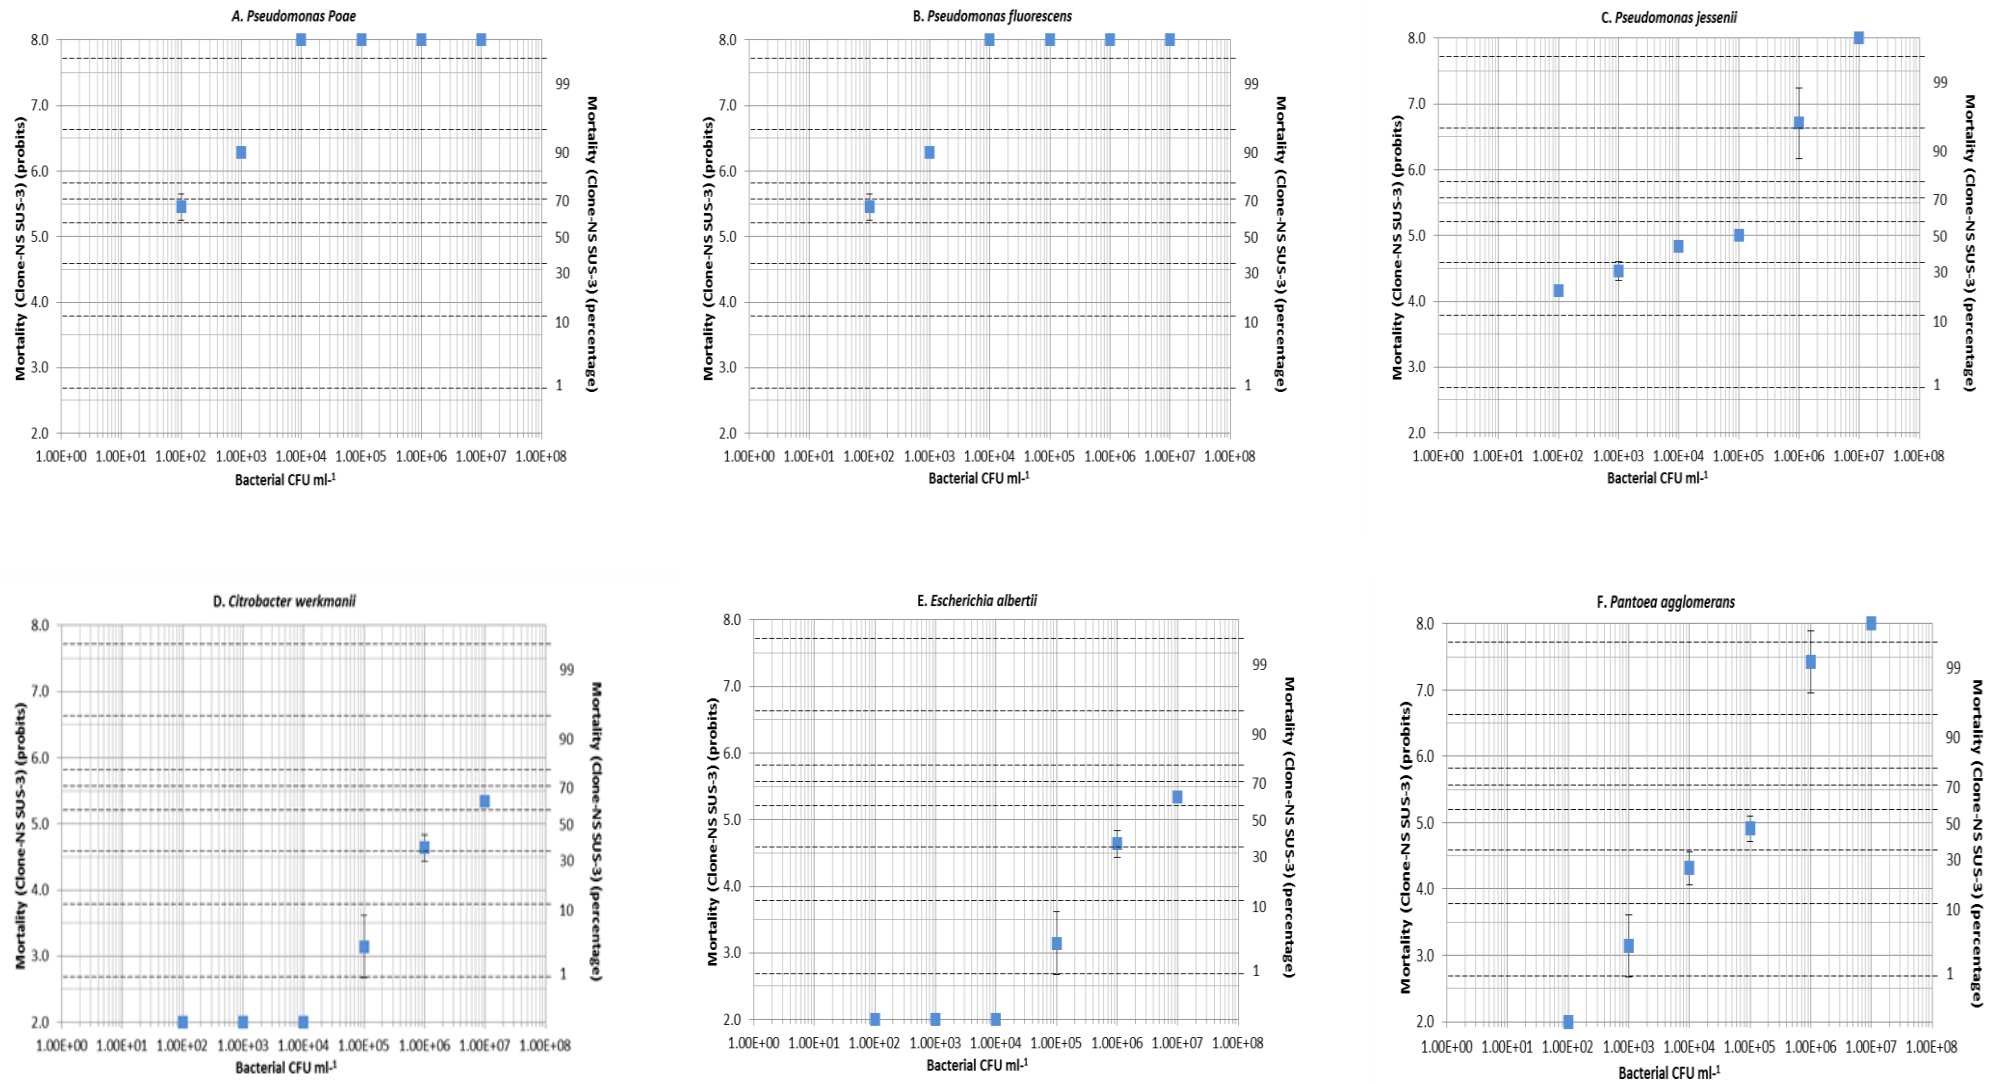 A. Pseudomonas Poae
Mortality (Clone-NS SUS-3) (probits)
8.0
7.0
6.0
5.0
4.0
3.0
2.0
99
90
70
50
30
10
1
Mortality (Clone-NS SUS-3) (percentage)
1.00E+00 1.00E+01 1.00E+02 1.00E+03 1.00E+04 1.00E+05 1.00E+06 1.00E+07 1.00E+08
Bacterial CFU ml-1
B. Pseudomonas fluorescens
Mortality (Clone-NS SUS-3) (probits)
8.0
7.0
6.0
5.0
4.0
3.0
2.0
99
90
70
50
30
10
1
Mortality (Clone-NS SUS-3) (percentage)
1.00E+00 1.00E+01 1.00E+02 1.00E+03 1.00E+04 1.00E+05 1.00E+06 1.00E+07 1.00E+08
Bacterial CFU ml-1
C. Pseudomonas jessenii
Mortality (Clone-NS SUS-3) (probits)
8.0
7.0
6.0
5.0
4.0
3.0
2.0
99
90
70
50
30
10
1
Mortality (Clone-NS SUS-3) (percentage)
1.00E+00 1.00E+01 1.00E+02 1.00E+03 1.00E+04 1.00E+05 1.00E+06 1.00E+07 1.00E+08
Bacterial CFU ml-1
D. Citrobacter werkmanii
Mortality (Clone-NS SUS-3) (probits)
8.0
7.0
6.0
5.0
4.0
3.0
2.0
99
90
70
50
30
10
1
Mortality (Clone-NS SUS-3) (percentage)
1.00E+00 1.00E+01 1.00E+02 1.00E+03 1.00E+04 1.00E+05 1.00E+06 1.00E+07 1.00E+08
Bacterial CFU ml-1
E. Escherichia albertii
Mortality (Clone-NS SUS-3) (probits)
8.0
7.0
6.0
5.0
4.0
3.0
2.0
99
90
70
50
30
10
1
Mortality (Clone-NS SUS-3) (percentage)
1.00E+00 1.00E+01 1.00E+02 1.00E+03 1.00E+04 1.00E+05 1.00E+06 1.00E+07 1.00E+08
Bacterial CFU ml-1
F. Pantoea agglomerans
Mortality (Clone-NS SUS-3) (probits)
8.0
7.0
6.0
5.0
4.0
3.0
2.0
99
90
70
50
30
10
1
Mortality (Clone-NS SUS-3) (percentage)
1.00E+00 1.00E+01 1.00E+02 1.00E+03 1.00E+04 1.00E+05 1.00E+06 1.00E+07 1.00E+08
Bacterial CFU ml-1